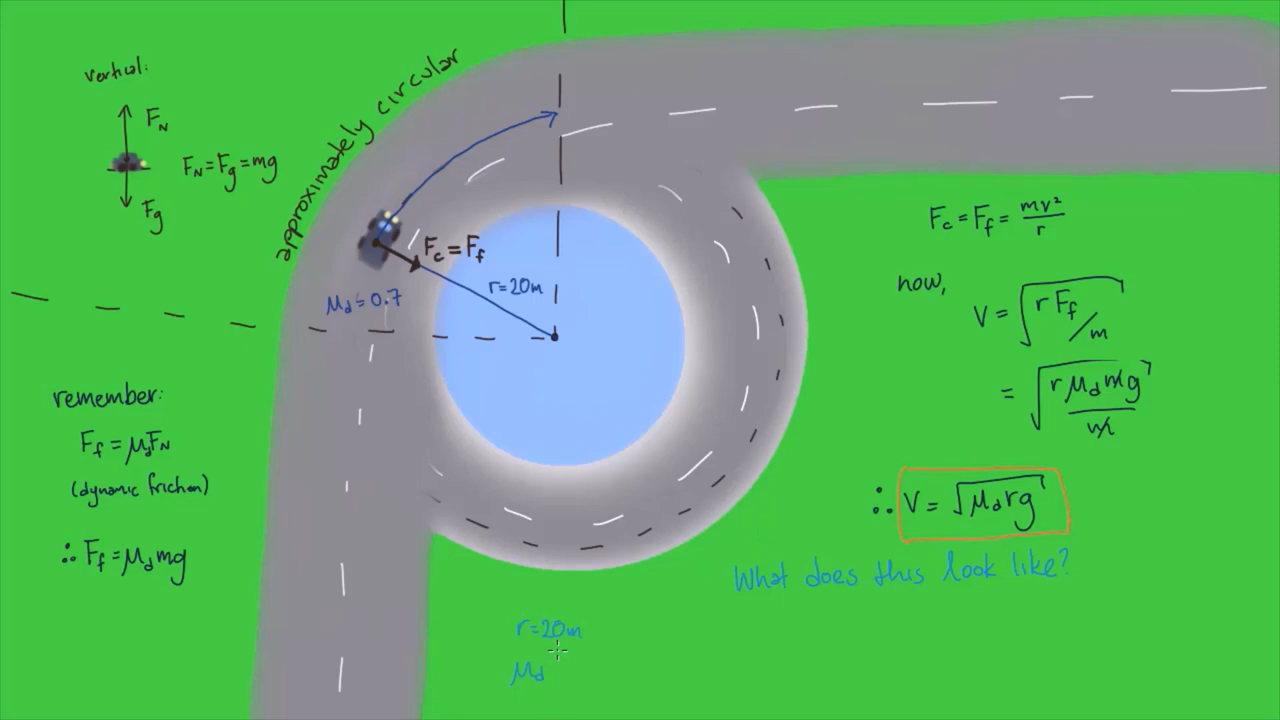 vertical:
F_N
F_N = F_g = mg
F_g
approximately circular
F_c = F_f
r=20m
μ_d = 0.7
remember:
F_f = μ_d F_N
(dynamic friction)
∴ F_f = μ_d mg
F_c = F_f = mv²/r
now,
V = √(r F_f/m)
= √(r μ_d mg/m)
∴ V = √(μ_d rg)
What does this look like?
r=20m
μ_d